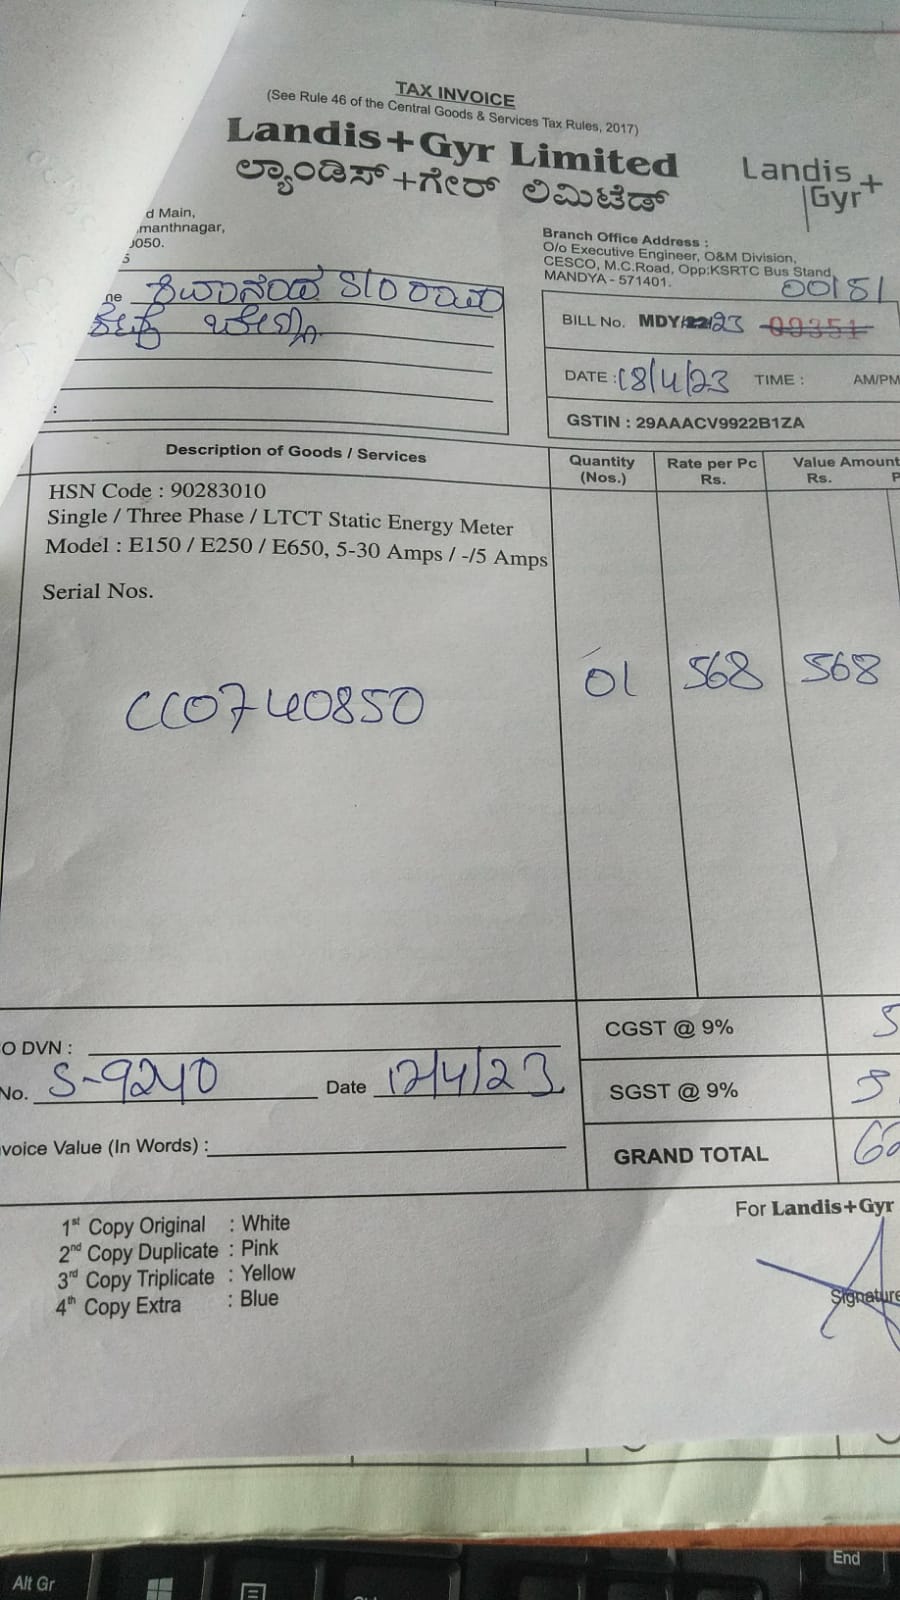 TAX INVOICE
(See Rule 46 of the Central Goods & Services Tax Rules, 2017)
Landis+Gyr Limited
ಲ್ಯಾಂಡಿಸ್+ಗೇರ್ ಲಿಮಿಟೆಡ್
Landis
Gyr+
d Main,
manthnagar,
0050.
Branch Office Address :
O/o Executive Engineer, O&M Division,
CESCO, M.C.Road, Opp:KSRTC Bus Stand,
MANDYA - 571401.
00151
ne ಶಿವಾನಂದ S/O
BILL No. MDY/22/23 00351
DATE : 18/4/23 TIME : AM/PM
GSTIN : 29AAACV9922B1ZA
Description of Goods / Services
Quantity
(Nos.)
Rate per Pc
Rs.
Value Amount
Rs. P
HSN Code : 90283010
Single / Three Phase / LTCT Static Energy Meter
Model : E150 / E250 / E650, 5-30 Amps / -/5 Amps
Serial Nos.
CC0740850 01 568 568
O DVN :
CGST @ 9%
No. S-9240 Date 12/4/23
SGST @ 9%
voice Value (In Words) :
GRAND TOTAL
1st Copy Original : White
2nd Copy Duplicate : Pink
3rd Copy Triplicate : Yellow
4th Copy Extra : Blue
For Landis+Gyr
Signature
Alt Gr
End